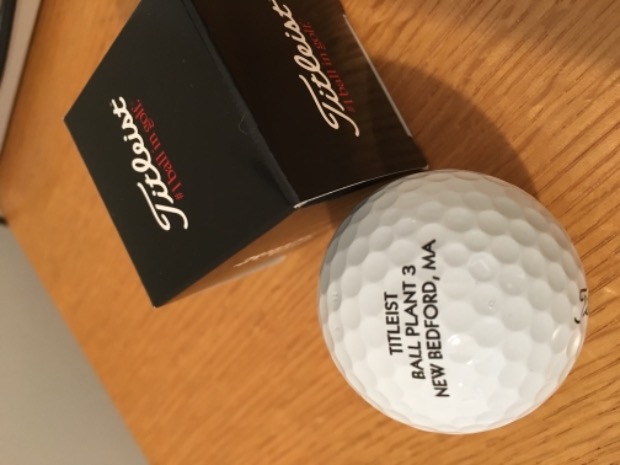 Titleist
#1 ball in golf.
Titleist
#1 ball in golf.
TITLEIST
BALL PLANT 3
NEW BEDFORD, MA